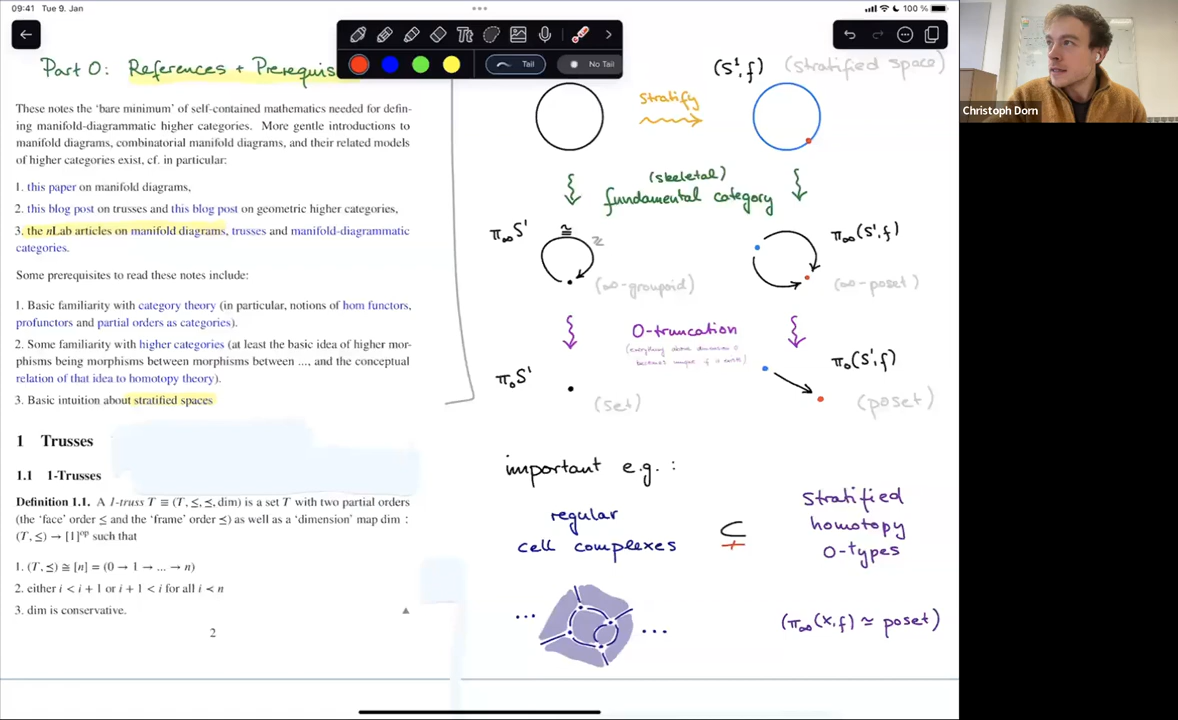 09:41 Tue 9. Jan
100 %
Part 0: References + Prerequis
Tail
No Tail
Christoph Dorn
These notes the 'bare minimum' of self-contained mathematics needed for defin-
ing manifold-diagrammatic higher categories. More gentle introductions to
manifold diagrams, combinatorial manifold diagrams, and their related models
of higher categories exist, cf. in particular:
1. this paper on manifold diagrams,
2. this blog post on trusses and this blog post on geometric higher categories,
3. the nLab articles on manifold diagrams, trusses and manifold-diagrammatic
categories.
Some prerequisites to read these notes include:
1. Basic familiarity with category theory (in particular, notions of hom functors,
profunctors and partial orders as categories).
2. Some familiarity with higher categories (at least the basic idea of higher mor-
phisms being morphisms between morphisms between ..., and the conceptual
relation of that idea to homotopy theory).
3. Basic intuition about stratified spaces
1 Trusses
1.1 1-Trusses
Definition 1.1. A 1-truss T ≡ (T, ≤, ⪯, dim) is a set T with two partial orders
(the 'face' order ≤ and the 'frame' order ⪯) as well as a 'dimension' map dim :
(T, ≤) → [1]ᵒᵖ such that
1. (T, ⪯) ≅ [n] = (0 → 1 → ... → n)
2. either i < i + 1 or i + 1 < i for all i < n
3. dim is conservative. ▲
2
(S¹, f) (stratified space)
stratify
(skeletal)
fundamental category
π∞ S¹
≅
(∞-groupoid)
π∞(S¹, f)
(∞-poset)
0-truncation
π₀ S¹
(set)
π₀(S¹, f)
(poset)
important e.g. :
regular
cell complexes
⊊
stratified
homotopy
0-types
... ...
(π∞(X, f) ≃ poset)